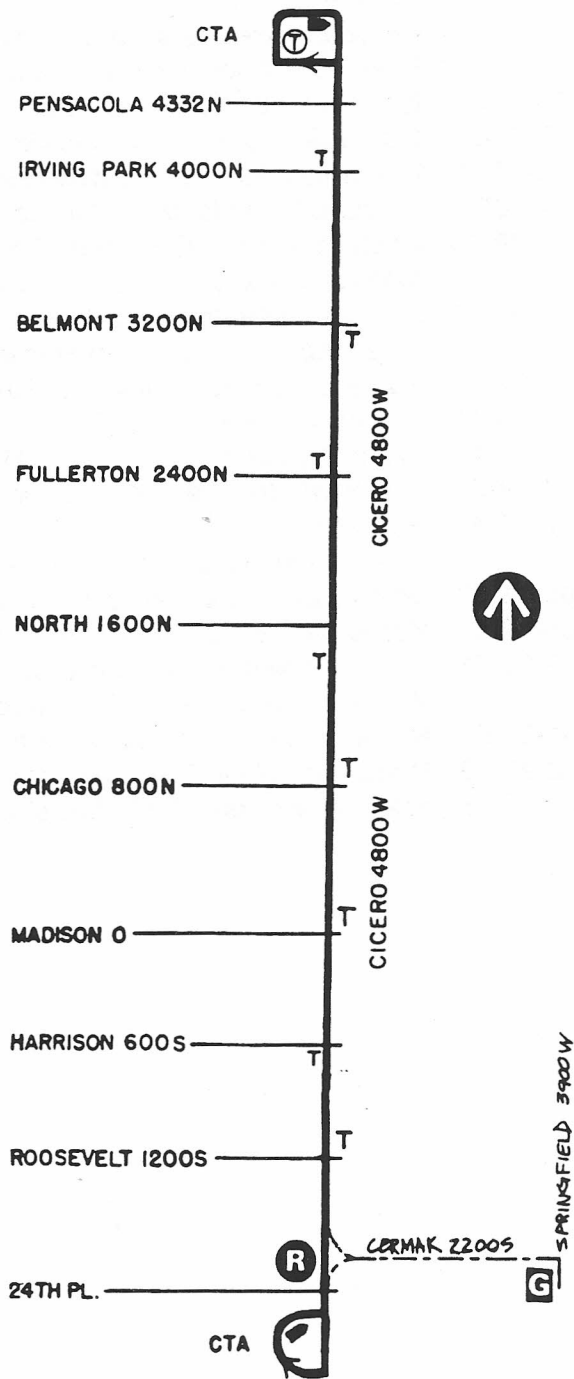 CTA
T
PENSACOLA 4332N
T
IRVING PARK 4000N
BELMONT 3200N
T
CICERO 4800W
T
FULLERTON 2400N
NORTH 1600N
T
T
CHICAGO 800N
CICERO 4800W
T
MADISON 0
HARRISON 600S
T
SPRINGFIELD 3900W
T
ROOSEVELT 1200S
CERMAK 2200S
R
G
24TH PL.
CTA